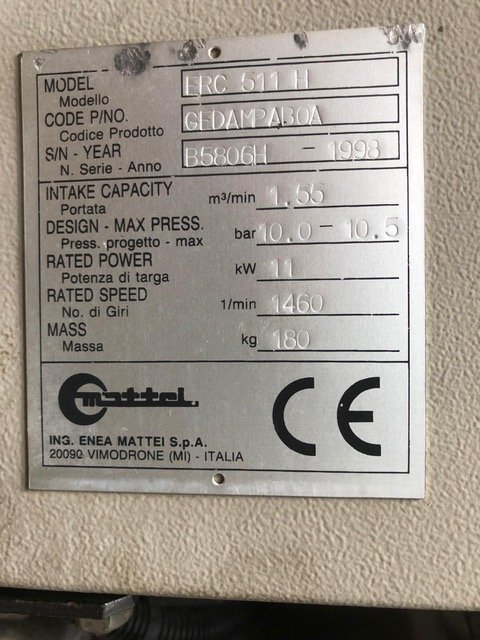 MODEL ERC 511 H
Modello
CODE P/NO. GEDAMPAB0A
Codice Prodotto
S/N - YEAR B5806H - 1998
N. Serie - Anno
INTAKE CAPACITY m³/min 1.55
Portata
DESIGN - MAX PRESS. bar 10.0 - 10.5
Press. progetto - max
RATED POWER kW 11
Potenza di targa
RATED SPEED 1/min 1460
No. di Giri
MASS kg 180
Massa
mattei
CE
ING. ENEA MATTEI S.p.A.
20090 VIMODRONE (MI) - ITALIA